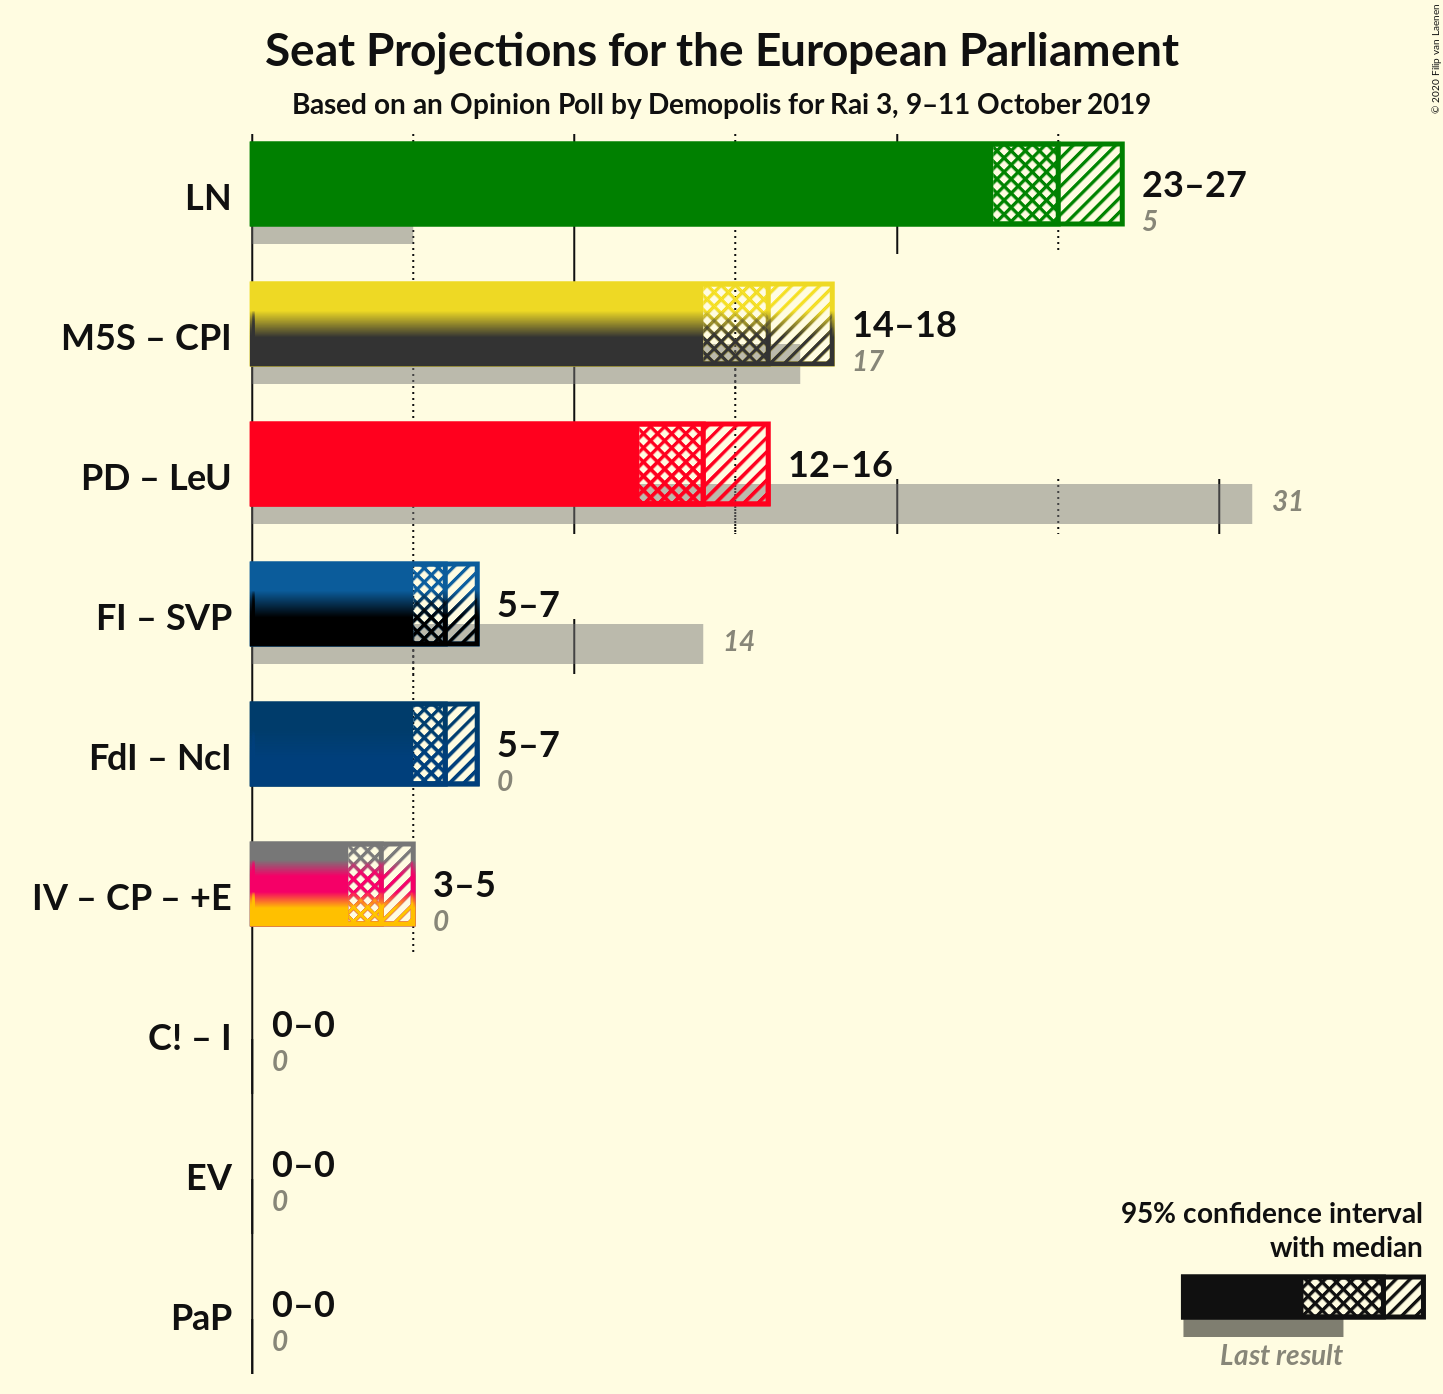 Seat Projections for the European Parliament
Based on an Opinion Poll by Demopolis for Rai 3, 9–11 October 2019
© 2020 Filip van Laenen
LN
23–27
5
M5S – CPI
14–18
17
PD – LeU
12–16
31
FI – SVP
5–7
14
FdI – NcI
5–7
0
IV – CP – +E
3–5
0
C! – I
0–0
0
EV
0–0
0
PaP
0–0
0
95% confidence interval
with median
Last result